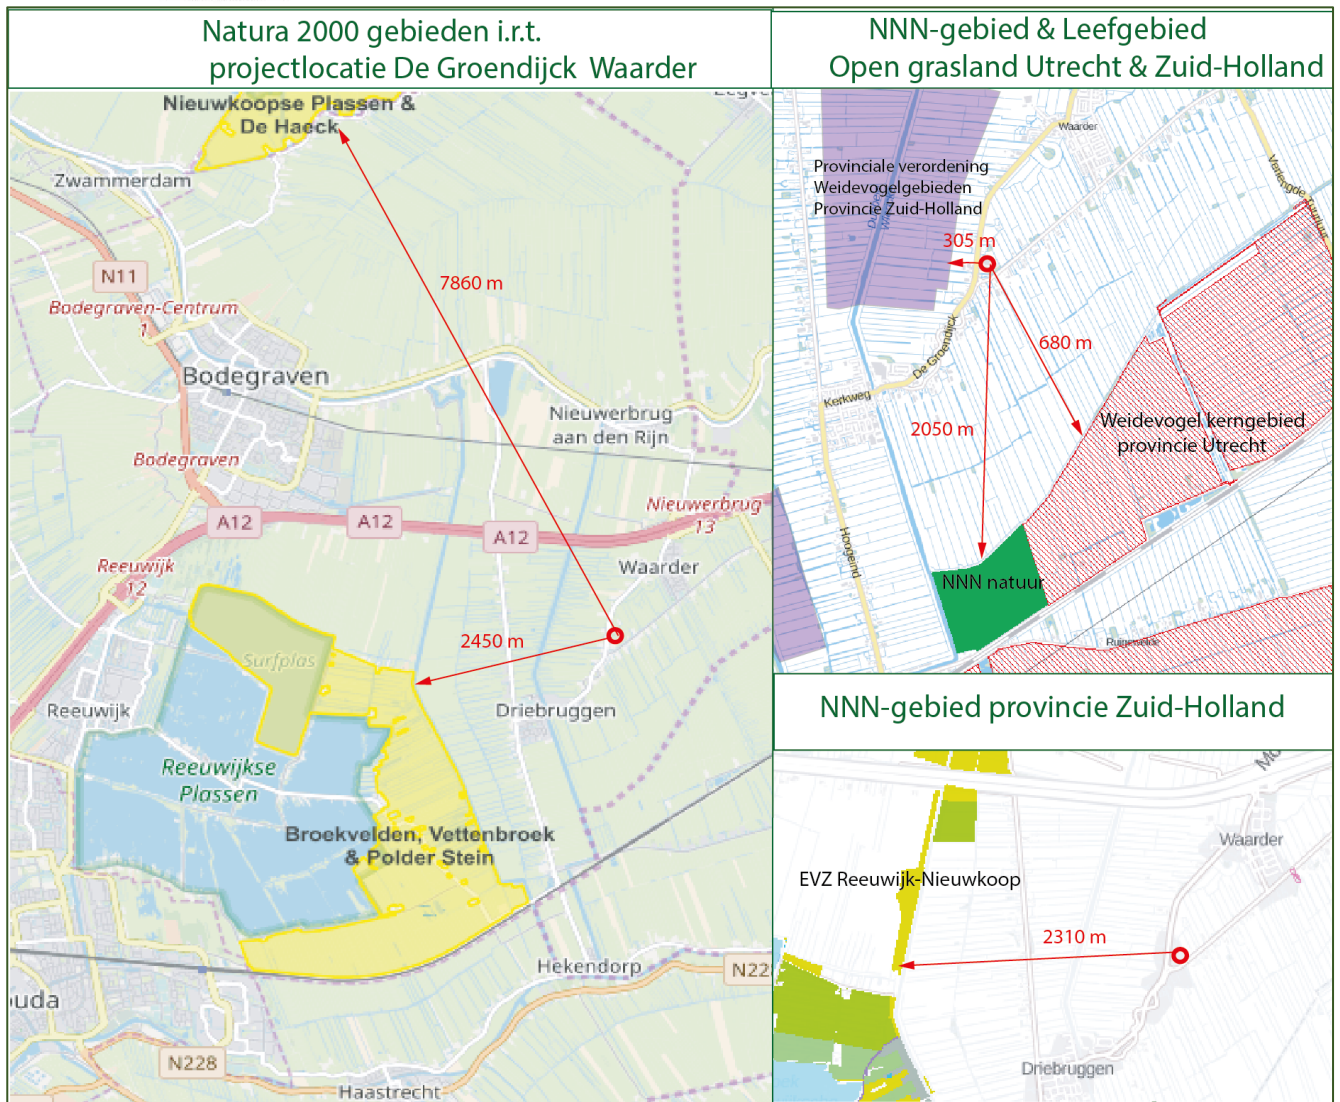 Natura 2000 gebieden i.r.t.
projectlocatie De Groendijck Waarder
Nieuwkoopse Plassen &
De Haeck
Zwammerdam
N11
7860 m
Bodegraven-Centrum
1
Bodegraven
Nieuwerbrug
aan den Rijn
Bodegraven
Nieuwerbrug
13
A12
A12
A12
Reeuwijk
12
Waarder
2450 m
Surfplas
Reeuwijk
Driebruggen
Reeuwijkse
Plassen
Broekvelden, Vettenbroek
& Polder Stein
Hekendorp
N22
ouda
N228
Haastrecht
NNN-gebied & Leefgebied
Open grasland Utrecht & Zuid-Holland
Waarder
Provinciale verordening
Weidevogelgebieden
Provincie Zuid-Holland
305 m
680 m
De Groendijck
Kerkweg
2050 m
Weidevogel kerngebied
provincie Utrecht
Hoogeind
NNN natuur
Ruigeweide
NNN-gebied provincie Zuid-Holland
Waarder
EVZ Reeuwijk-Nieuwkoop
2310 m
Driebruggen